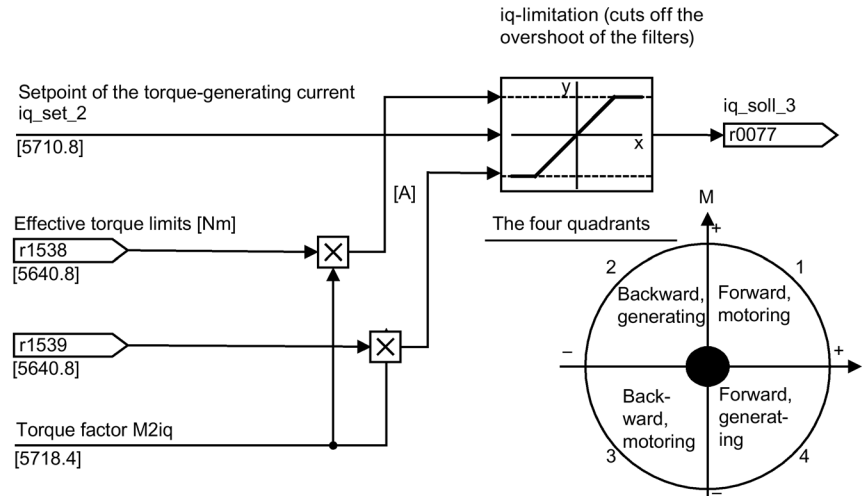 iq-limitation (cuts off the
overshoot of the filters)
Setpoint of the torque-generating current
iq_set_2
[5710.8]
y
x
iq_soll_3
r0077
[A]
Effective torque limits [Nm]
r1538
[5640.8]
r1539
[5640.8]
Torque factor M2iq
[5718.4]
The four quadrants
M
+
2
1
Backward,
generating
Forward,
motoring
–
+
Back-
ward,
motoring
Forward,
generat-
ing
3
4
–